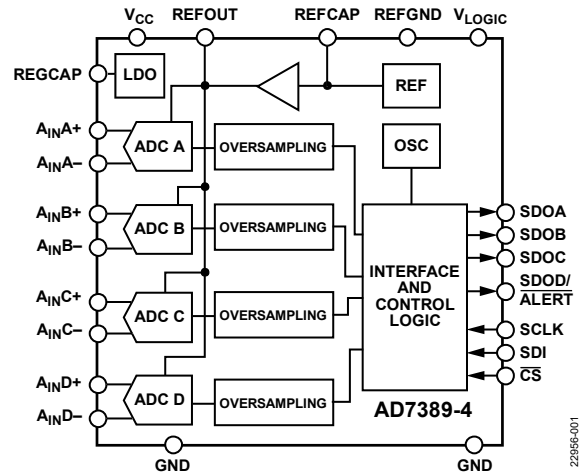 VCC REFOUT REFCAP REFGND VLOGIC
REGCAP LDO REF
AINA+
ADC A OVERSAMPLING OSC
AINA−
AINB+
ADC B OVERSAMPLING
AINB−
AINC+
ADC C OVERSAMPLING
AINC−
AIND+
ADC D OVERSAMPLING
AIND−
INTERFACE
AND
CONTROL
LOGIC
SDOA
SDOB
SDOC
SDOD/
ALERT
SCLK
SDI
CS
AD7389-4
GND GND
22956-001